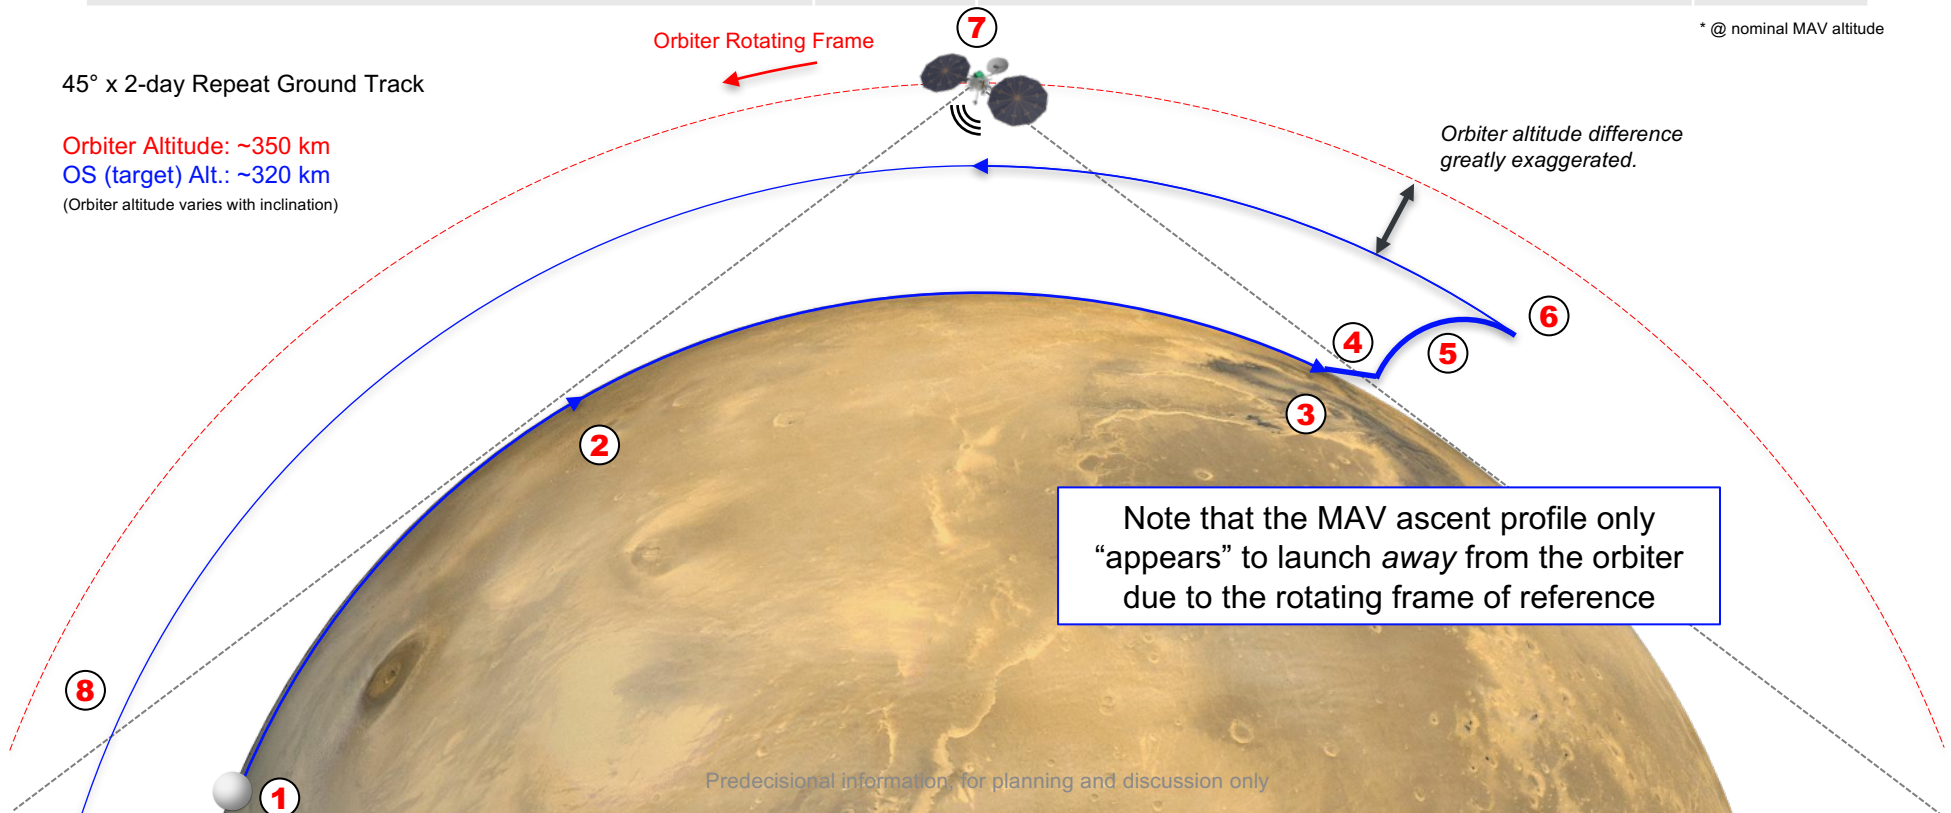 7
* @ nominal MAV altitude
Orbiter Rotating Frame
45° x 2-day Repeat Ground Track
Orbiter altitude difference
greatly exaggerated.
Orbiter Altitude: ~350 km
OS (target) Alt.: ~320 km
(Orbiter altitude varies with inclination)
6
4
5
3
2
Note that the MAV ascent profile only
“appears” to launch away from the orbiter
due to the rotating frame of reference
8
Predecisional information, for planning and discussion only
1